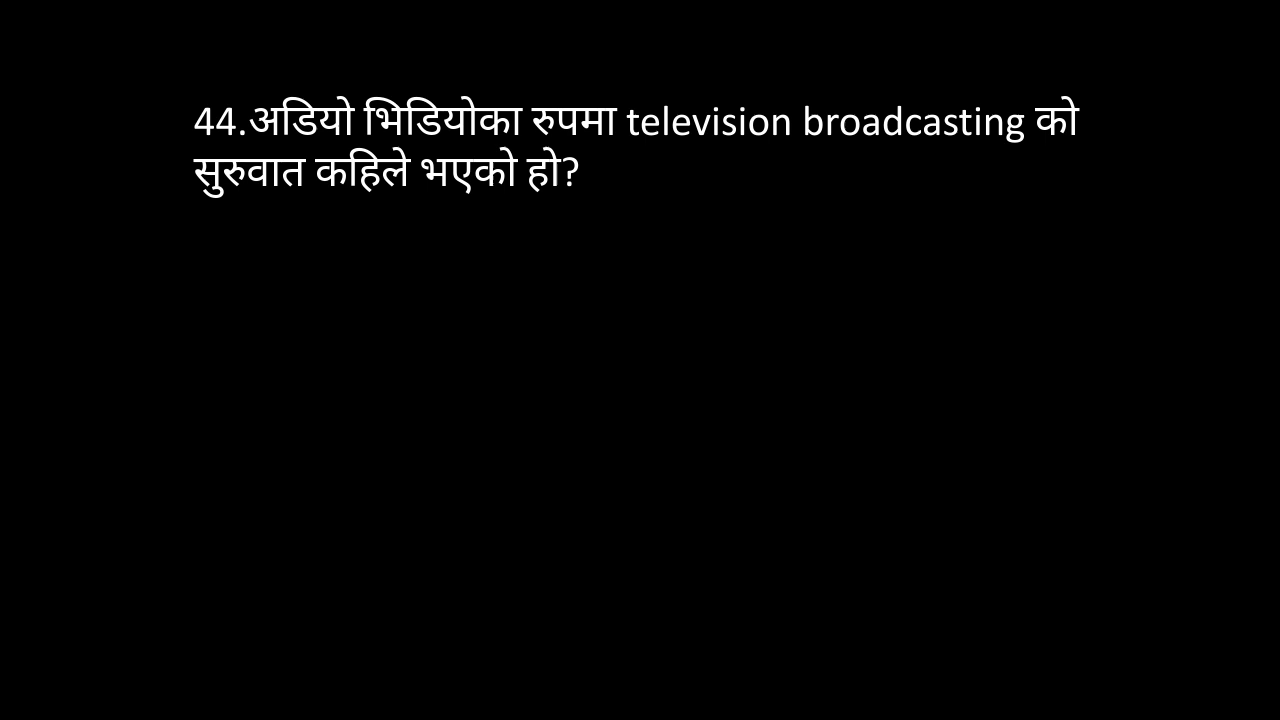 44.अडियो भिडियोका रुपमा television broadcasting को
सुरुवात कहिले भएको हो?